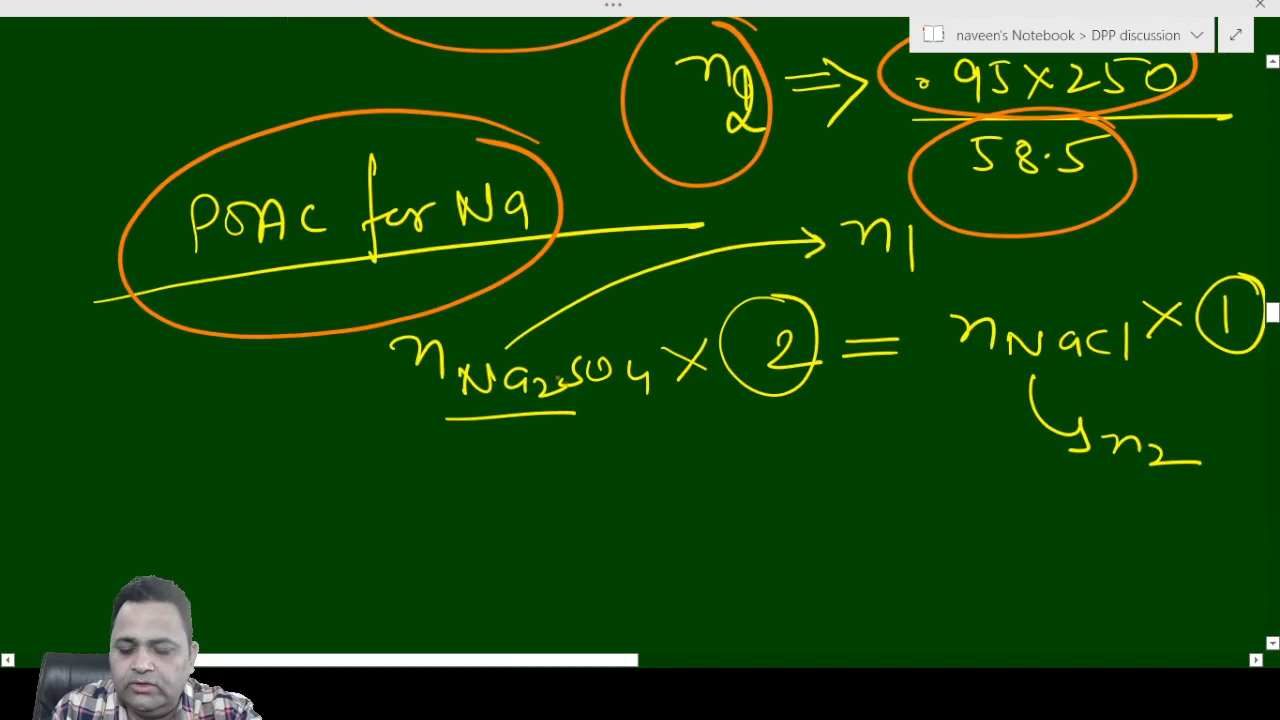 naveen's Notebook > DPP discussion
n2 => .95×250
58.5
POAC for Na
n1
nNa2SO4 × 2 = nNaCl × 1
n2